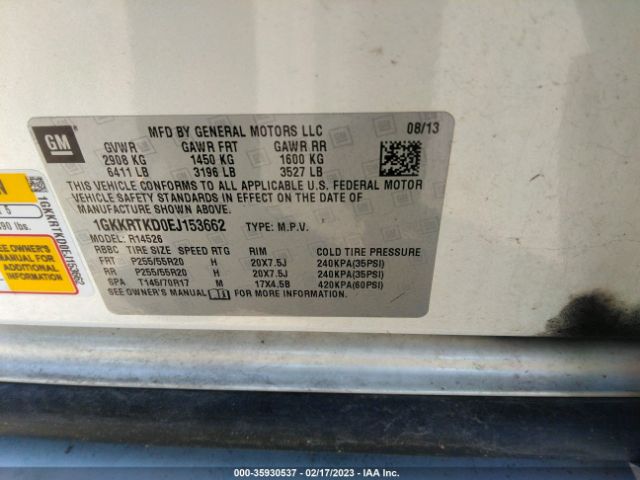 GM
MFD BY GENERAL MOTORS LLC 08/13
GVWR GAWR FRT GAWR RR
2908 KG 1450 KG 1600 KG
6411 LB 3196 LB 3527 LB
THIS VEHICLE CONFORMS TO ALL APPLICABLE U.S. FEDERAL MOTOR
VEHICLE SAFETY STANDARDS IN EFFECT ON THE DATE OF
MANUFACTURE SHOWN ABOVE.
1GKKRTKD0EJ153662 TYPE: M.P.V.
MODEL: R14526
RBBC TIRE SIZE SPEED RTG RIM COLD TIRE PRESSURE
FRT P255/55R20 H 20X7.5J 240KPA(35PSI)
RR P255/55R20 H 20X7.5J 240KPA(35PSI)
SPA T145/70R17 M 17X4.5B 420KPA(60PSI)
SEE OWNER'S MANUAL FOR MORE INFORMATION.
N
5
90 lbs.
SEE OWNER'S
MANUAL FOR
ADDITIONAL
INFORMATION
1GKKRTKD0EJ153662
000-35930537 - 02/17/2023 - IAA Inc.